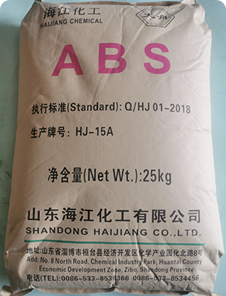 海江化工
HAIJIANG CHEMICAL
ABS
执行标准(Standard): Q/HJ 01-2018
生产牌号: HJ-15A
净含量(Net Wt.):25kg
山东海江化工有限公司
SHANDONG HAIJIANG CO.,LTD.
地址:山东省淄博市桓台县经济开发区化学产业园化北路8号
Add: No. 8 North Road, Chemical Industry Park, Huantai County
Economic Development Zone, Zibo, Shandong Province